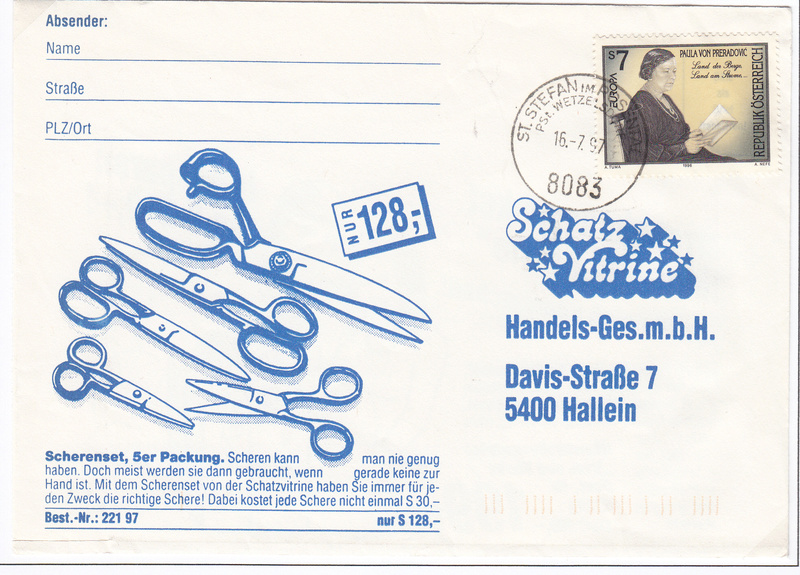 Absender:
Name
Straße
PLZ/Ort
NUR 128,-
Scherenset, 5er Packung. Scheren kann man nie genug
haben. Doch meist werden sie dann gebraucht, wenn gerade keine zur
Hand ist. Mit dem Scherenset von der Schatzvitrine haben Sie immer für je-
den Zweck die richtige Schere! Dabei kostet jede Schere nicht einmal S 30,–
Best.-Nr.: 221 97 nur S 128,–
S7
PAULA VON PRERADOVIC
Land der Berge,
Land am Strome...
EUROPA
REPUBLIK ÖSTERREICH
A. TUMA 1996
ST. STEFAN IM
16.-7.97
8083
Schatz
Vitrine
Handels-Ges.m.b.H.
Davis-Straße 7
5400 Hallein